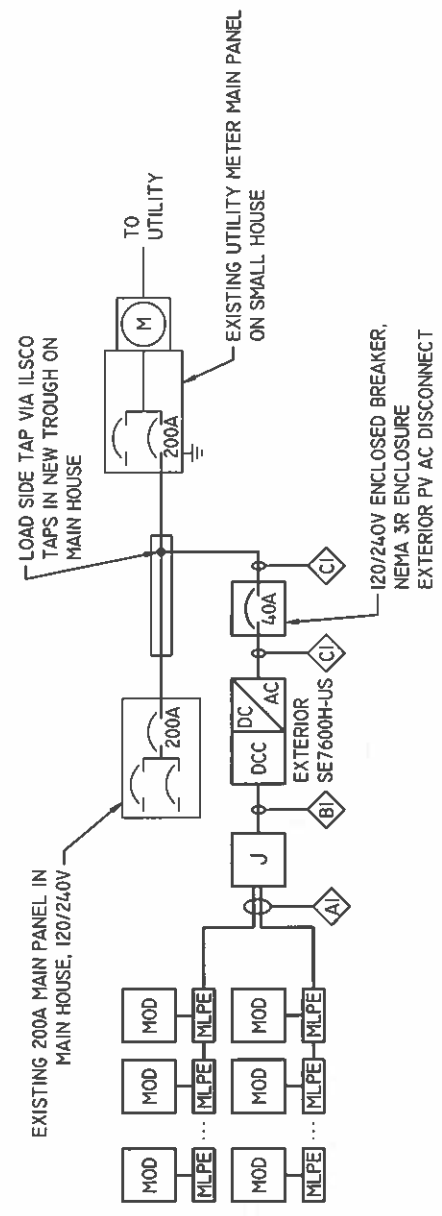 EXISTING 200A MAIN PANEL IN
MAIN HOUSE, 120/240V
LOAD SIDE TAP VIA ILSCO
TAPS IN NEW TROUGH ON
MAIN HOUSE
TO
UTILITY
M
200A
200A
EXISTING UTILITY METER MAIN PANEL
ON SMALL HOUSE
MOD
MOD
MOD
MLPE
...
MLPE
MLPE
MOD
MOD
MOD
MLPE
...
MLPE
MLPE
A1
J
B1
DCC
DC
AC
EXTERIOR
SE7600H-US
C1
40A
C1
120/240V ENCLOSED BREAKER,
NEMA 3R ENCLOSURE
EXTERIOR PV AC DISCONNECT